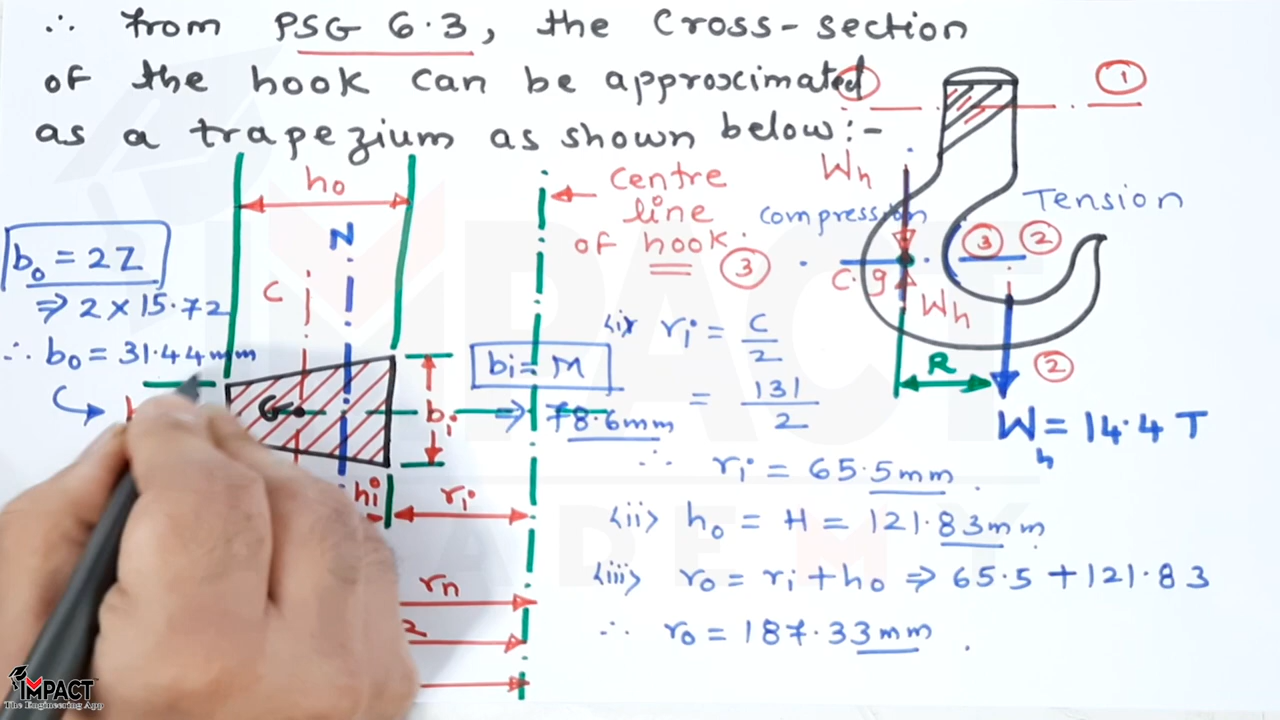 ∴ from PSG 6.3, the Cross-section
of the hook can be approximated
as a trapezium as shown below:-
1
1
h₀
Centre
line
of hook.
3
N
C
b₀ = 2Z
⇒ 2 × 15.72
∴ b₀ = 31.44mm
G
bᵢ
bᵢ = M
⇒ 78.6mm
hᵢ
rᵢ
rₙ
Wₕ
compression
Tension
3
2
C.g
Wₕ
R
2
Wₕ = 14.4 T
(i) rᵢ = C/2
= 131/2
∴ rᵢ = 65.5mm.
(ii) h₀ = H = 121.83mm.
(iii) r₀ = rᵢ + h₀ ⇒ 65.5 + 121.83
∴ r₀ = 187.33mm.
IMPACT
The Engineering App